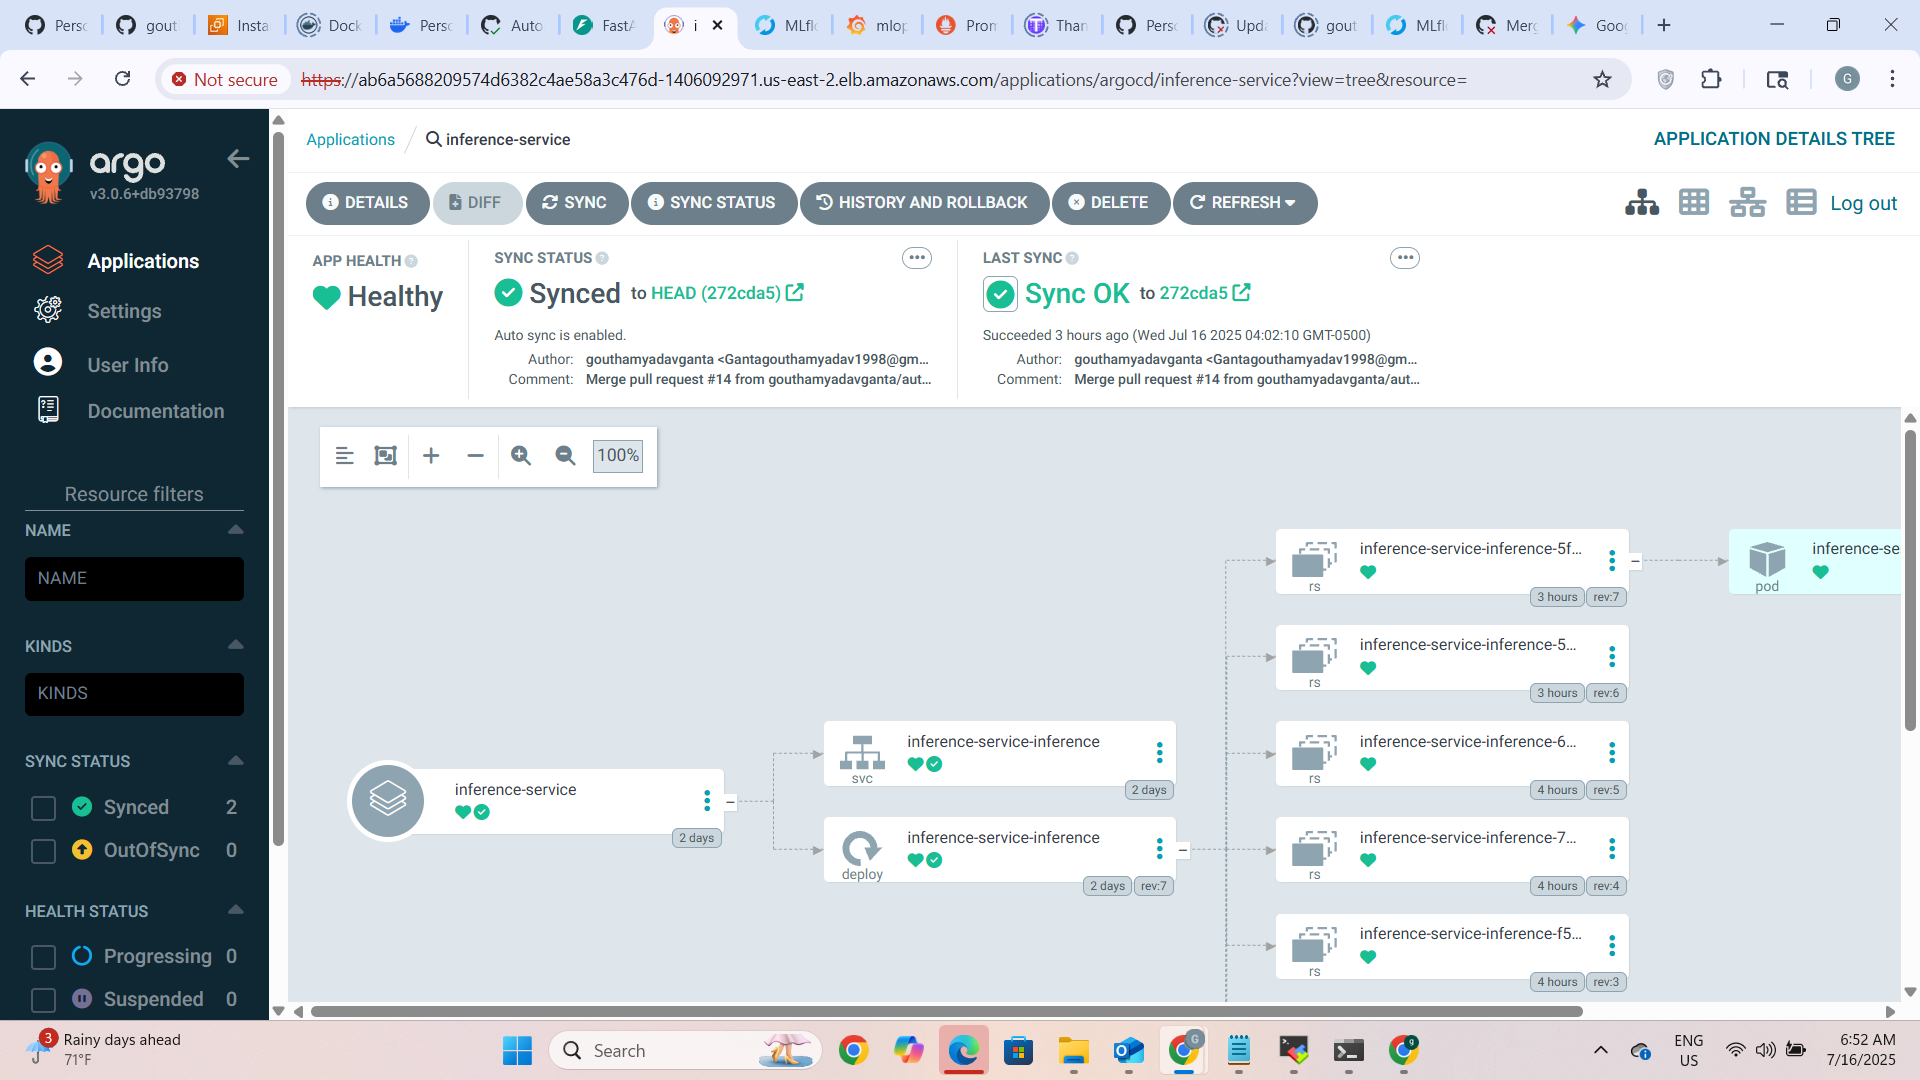 Persc
gout
Insta
Dock
Persc
Auto
FastA
i
MLflc
mlop
Prom
Than
Persc
Upda
gout
MLflc
Merg
Goog
Not secure
https://ab6a5688209574d6382c4ae58a3c476d-1406092971.us-east-2.elb.amazonaws.com/applications/argocd/inference-service?view=tree&resource=
G
argo
v3.0.6+db93798
Applications
Settings
User Info
Documentation
Resource filters
NAME
NAME
KINDS
KINDS
SYNC STATUS
Synced 2
OutOfSync 0
HEALTH STATUS
Progressing 0
Suspended 0
Applications / inference-service
APPLICATION DETAILS TREE
DETAILS
DIFF
SYNC
SYNC STATUS
HISTORY AND ROLLBACK
DELETE
REFRESH
Log out
APP HEALTH
Healthy
SYNC STATUS
Synced to HEAD (272cda5)
Auto sync is enabled.
Author: gouthamyadavganta <Gantagouthamyadav1998@gm...
Comment: Merge pull request #14 from gouthamyadavganta/aut...
LAST SYNC
Sync OK to 272cda5
Succeeded 3 hours ago (Wed Jul 16 2025 04:02:10 GMT-0500)
Author: gouthamyadavganta <Gantagouthamyadav1998@gm...
Comment: Merge pull request #14 from gouthamyadavganta/aut...
100%
inference-service
2 days
inference-service-inference
svc
2 days
inference-service-inference
deploy
2 days rev:7
inference-service-inference-5f...
rs
3 hours rev:7
inference-service-inference-5...
rs
3 hours rev:6
inference-service-inference-6...
rs
4 hours rev:5
inference-service-inference-7...
rs
4 hours rev:4
inference-service-inference-f5...
rs
4 hours rev:3
inference-se
pod
3
Rainy days ahead
71°F
Search
G
g
ENG
US
6:52 AM
7/16/2025